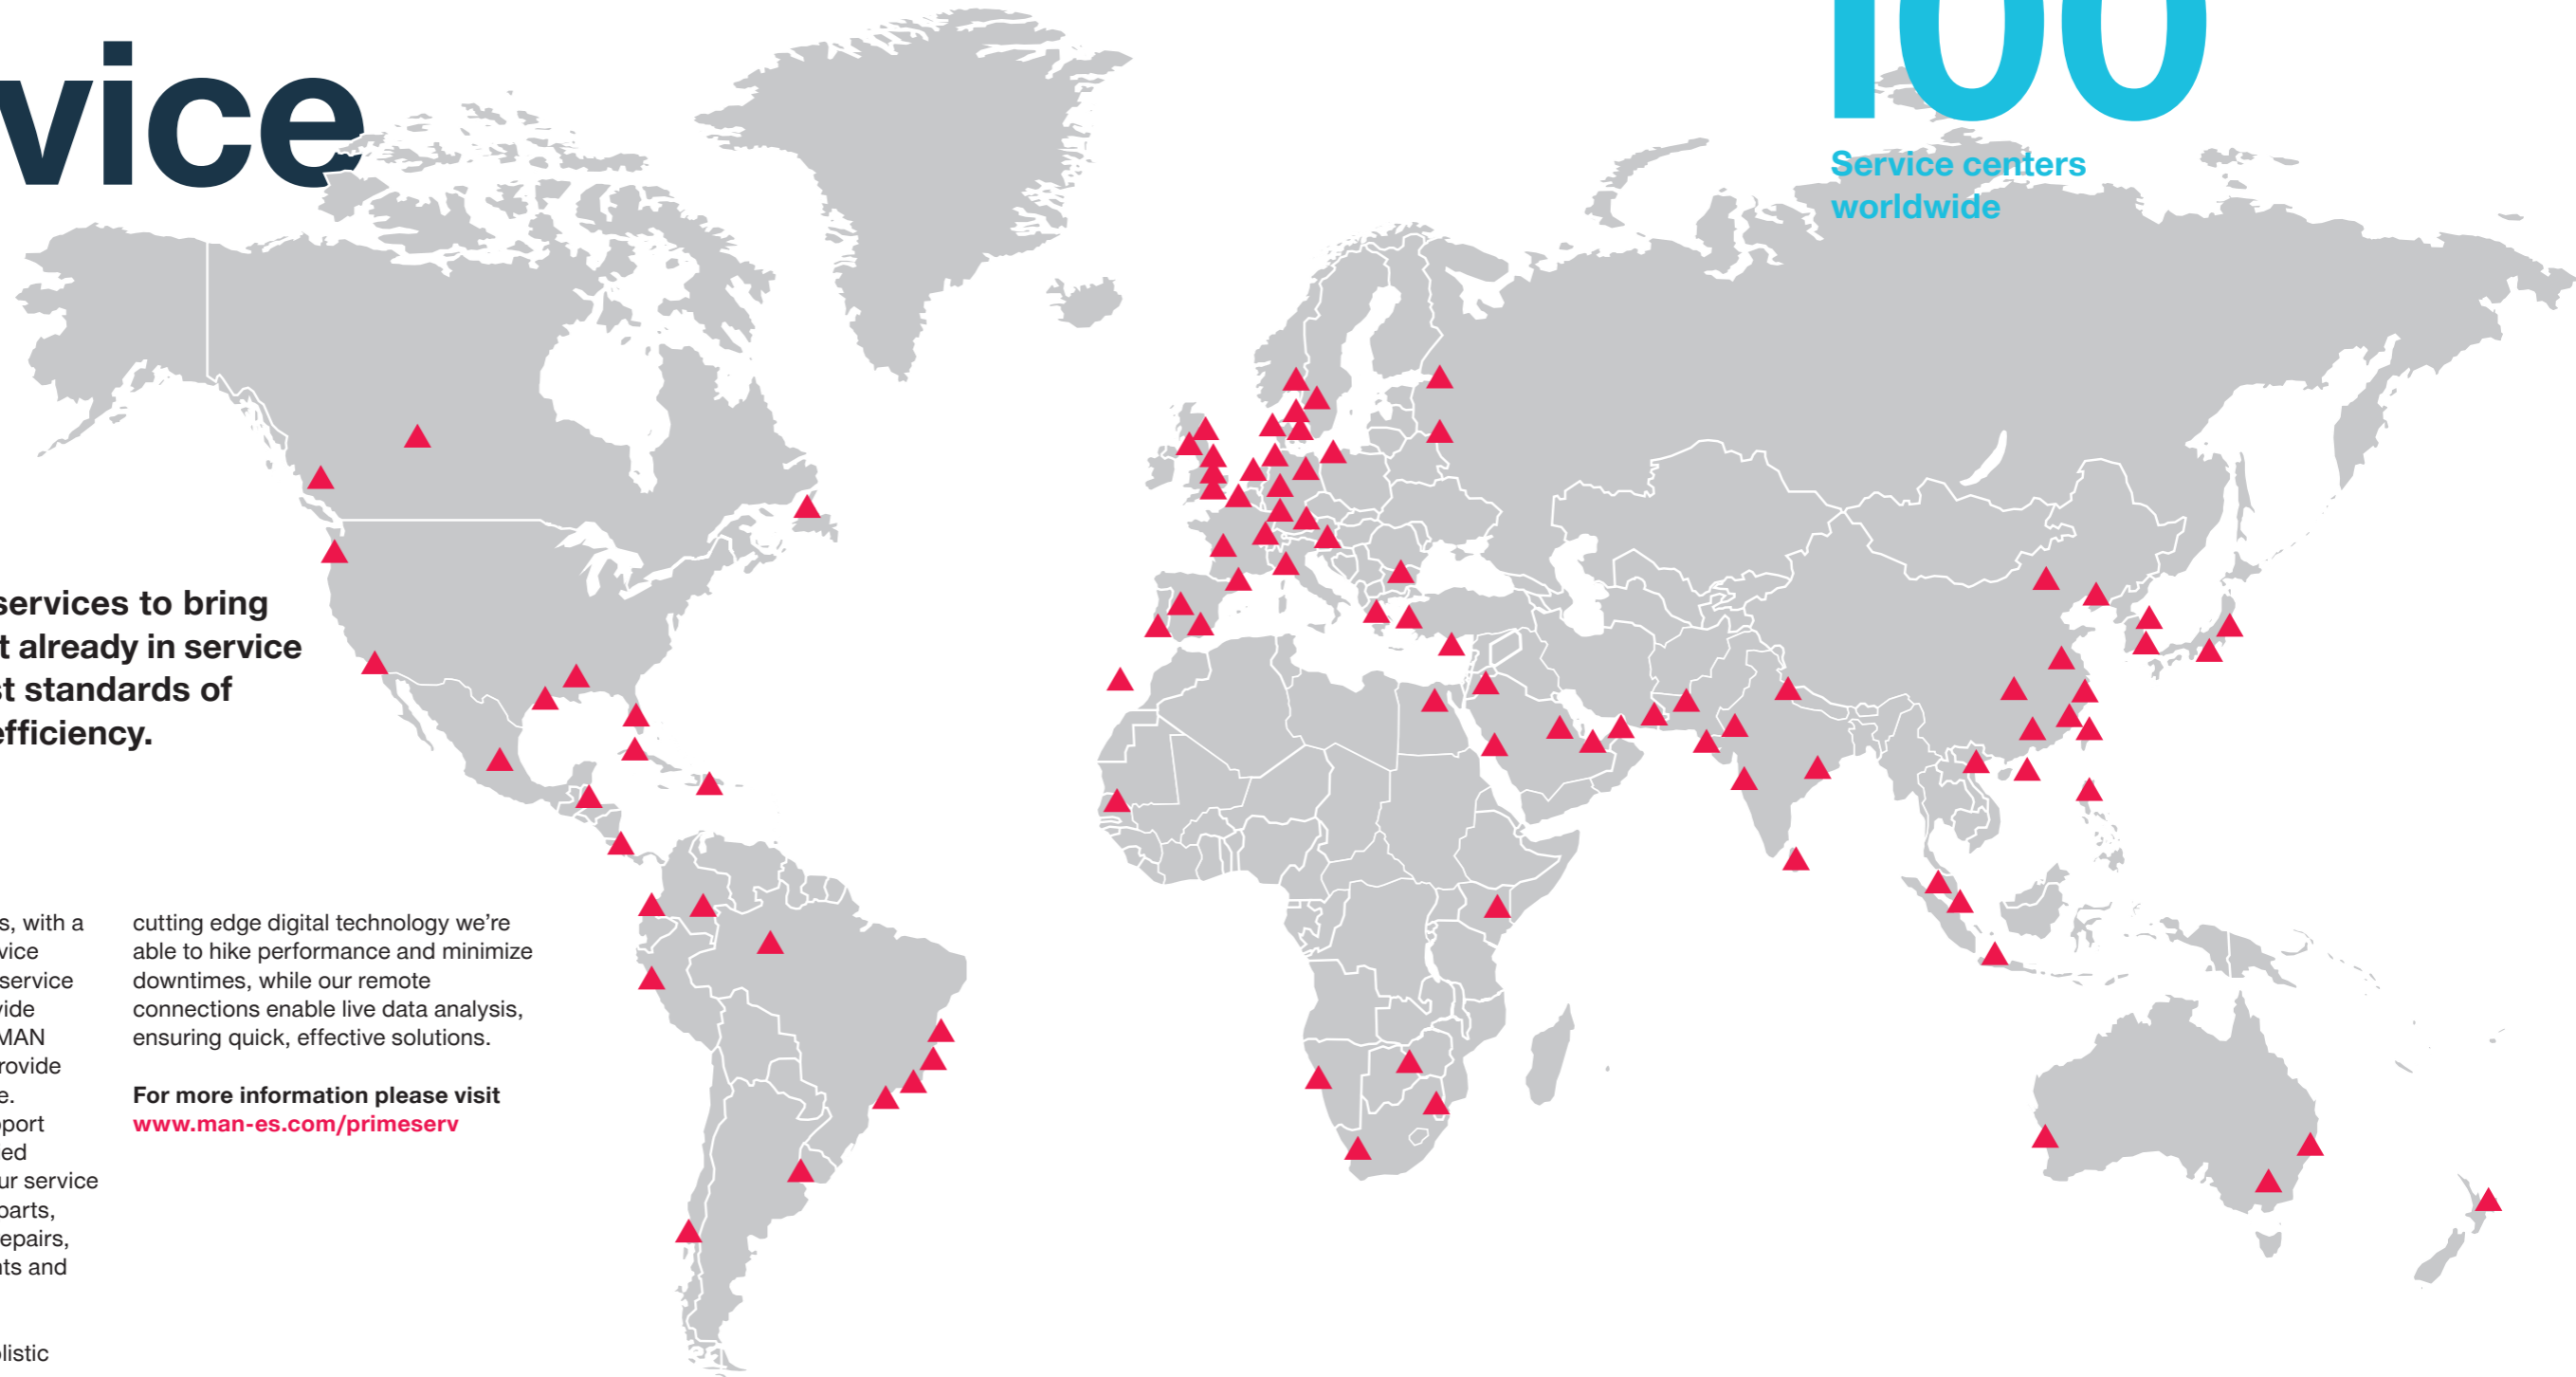 vice
100
Service centers
worldwide
services to bring
t already in service
st standards of
efficiency.
s, with a
vice
service
vide
MAN
rovide
e.
port
ed
ur service
parts,
epairs,
nts and
listic
cutting edge digital technology we're
able to hike performance and minimize
downtimes, while our remote
connections enable live data analysis,
ensuring quick, effective solutions.
For more information please visit
www.man-es.com/primeserv